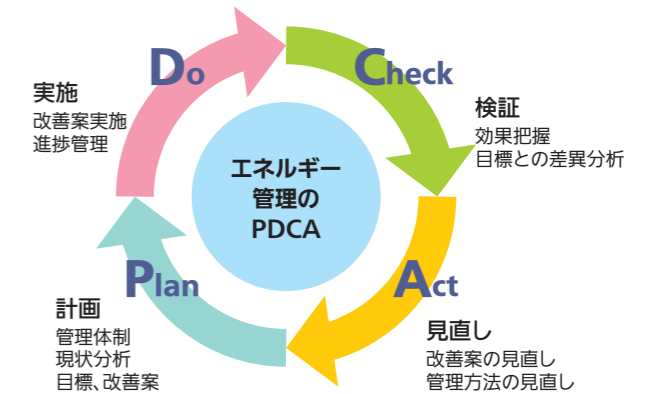 Do
Check
実施
改善案実施
進捗管理
検証
効果把握
目標との差異分析
エネルギー
管理の
PDCA
Plan
Act
計画
管理体制
現状分析
目標、改善案
見直し
改善案の見直し
管理方法の見直し